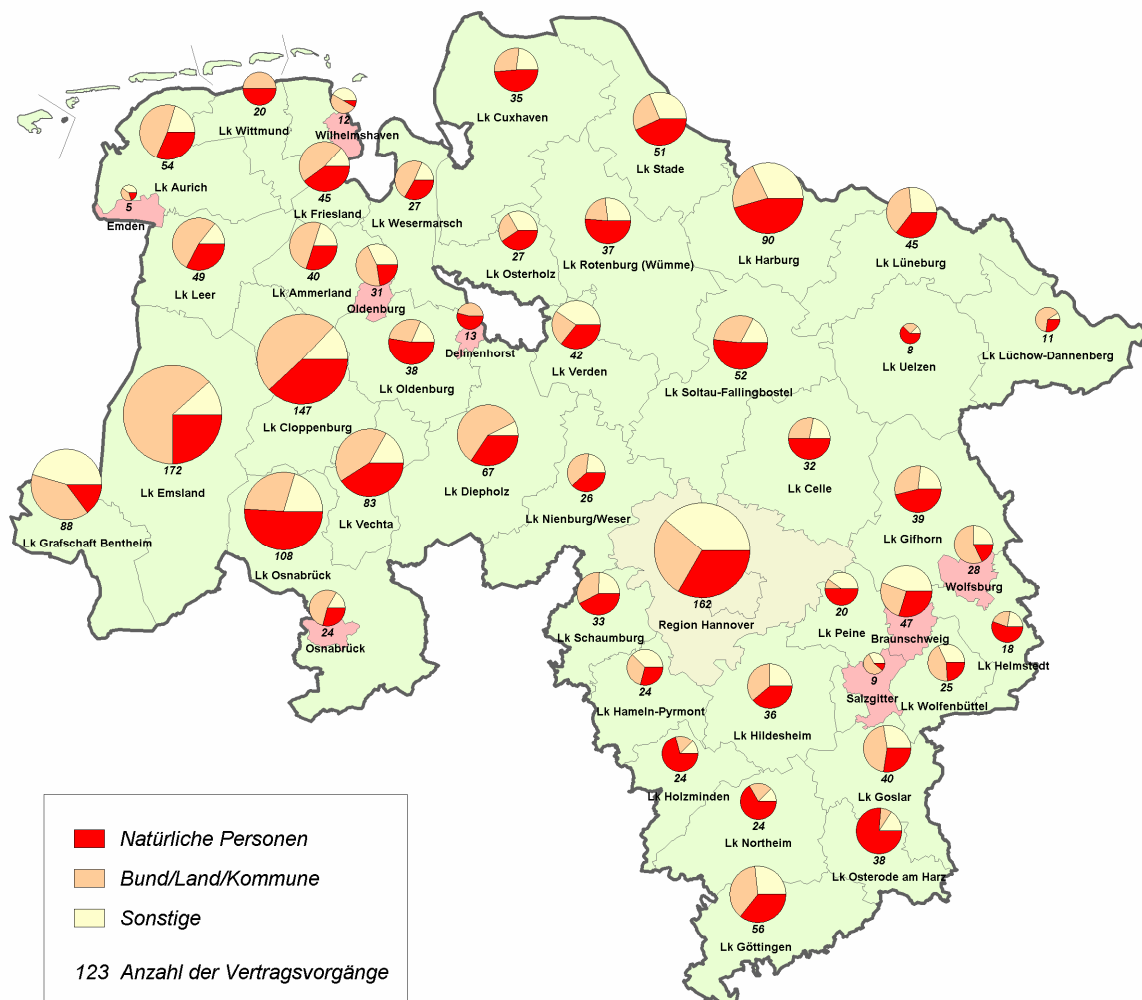 35
Lk Cuxhaven
20
Lk Wittmund
12
Wilhelmshaven
54
Lk Aurich
51
Lk Stade
45
Lk Friesland
27
Lk Wesermarsch
5
Emden
90
Lk Harburg
45
Lk Lüneburg
27
Lk Osterholz
37
Lk Rotenburg (Wümme)
49
Lk Leer
40
Lk Ammerland
31
Oldenburg
13
Delmenhorst
42
Lk Verden
52
Lk Soltau-Fallingbostel
9
Lk Uelzen
11
Lk Lüchow-Dannenberg
38
Lk Oldenburg
147
Lk Cloppenburg
172
Lk Emsland
67
Lk Diepholz
83
Lk Vechta
26
Lk Nienburg/Weser
32
Lk Celle
39
Lk Gifhorn
88
Lk Grafschaft Bentheim
108
Lk Osnabrück
28
Wolfsburg
162
Region Hannover
33
Lk Schaumburg
20
Lk Peine
47
Braunschweig
24
Osnabrück
18
Lk Helmstedt
24
Lk Hameln-Pyrmont
9
Salzgitter
25
Lk Wolfenbüttel
36
Lk Hildesheim
24
Lk Holzminden
40
Lk Goslar
24
Lk Northeim
38
Lk Osterode am Harz
56
Lk Göttingen
Natürliche Personen
Bund/Land/Kommune
Sonstige
123 Anzahl der Vertragsvorgänge